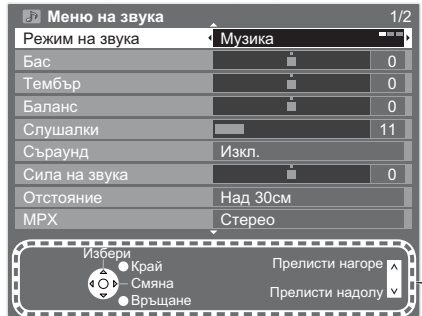 Меню на звука 1/2
Режим на звука Музика
Бас 0
Тембър 0
Баланс 0
Слушалки 11
Съраунд Изкл.
Сила на звука 0
Отстояние Над 30см
MPX Стерео
Избери
Край
Смяна
Връщане
Прелисти нагоре
Прелисти надолу